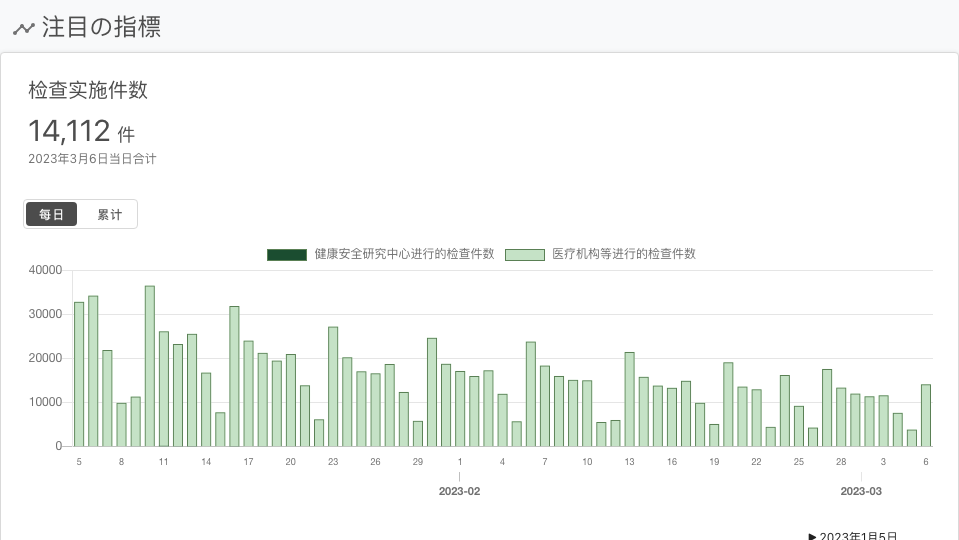 注目の指標
检查实施件数
14,112 件
2023年3月6日当日合计
每日 累计
健康安全研究中心进行的检查件数 医疗机构等进行的检查件数
40000
30000
20000
10000
0
5 8 11 14 17 20 23 26 29 1 4 7 10 13 16 19 22 25 28 3 6
2023-02 2023-03
▶ 2023年1月5日